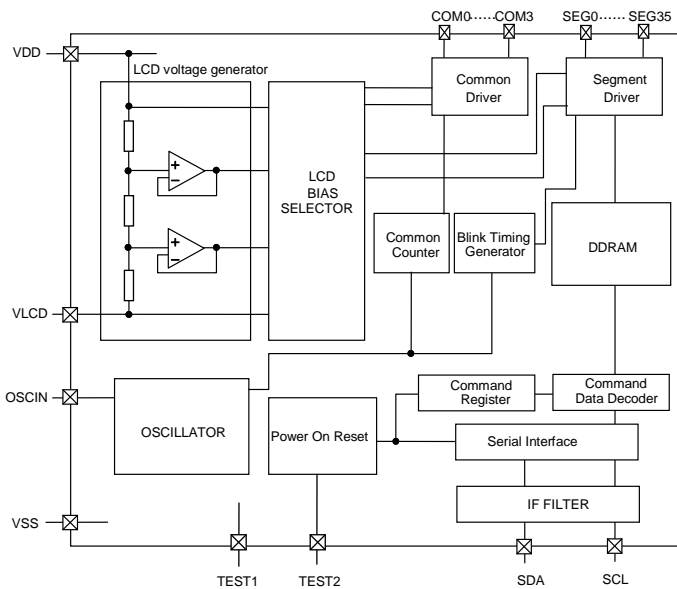 COM0······COM3
SEG0······SEG35
VDD
LCD voltage generator
Common
Driver
Segment
Driver
+
−
LCD
BIAS
SELECTOR
+
−
Common
Counter
Blink Timing
Generator
DDRAM
VLCD
OSCIN
OSCILLATOR
Power On Reset
Command
Register
Command
Data Decoder
Serial Interface
IF FILTER
VSS
TEST1
TEST2
SDA
SCL